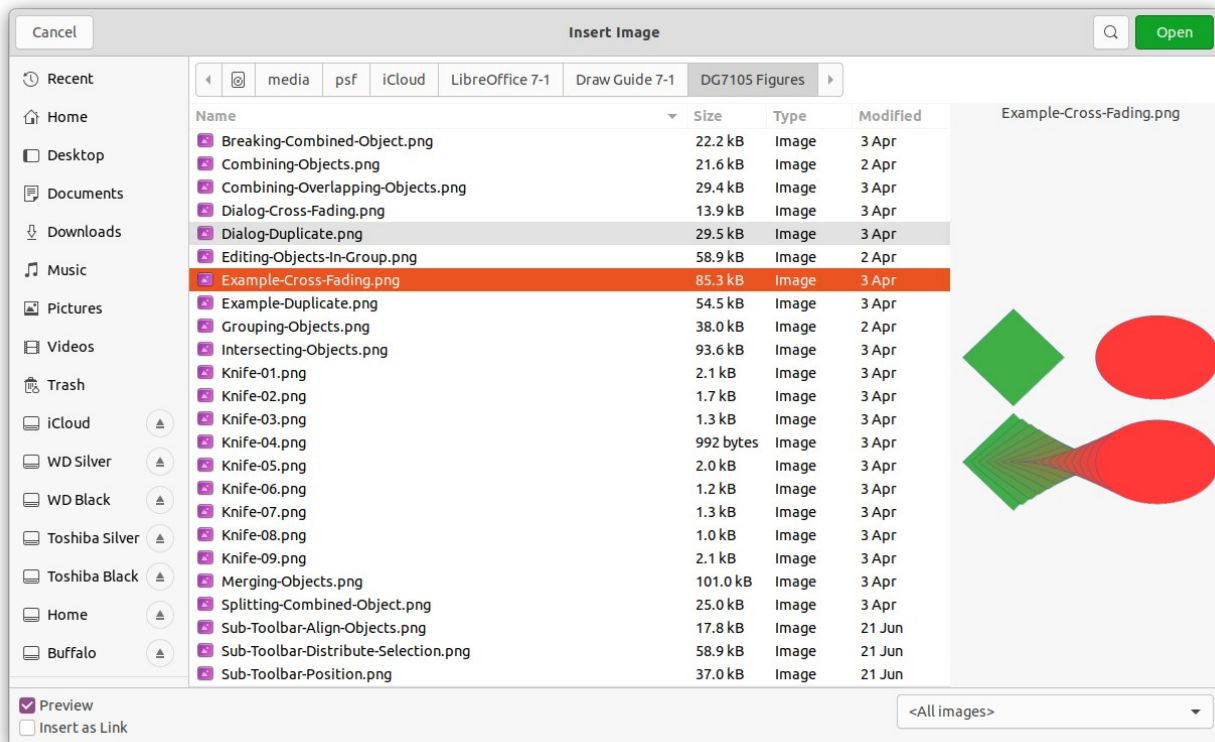 Cancel
Insert Image
Open
Recent
Home
Desktop
Documents
Downloads
Music
Pictures
Videos
Trash
iCloud
WD Silver
WD Black
Toshiba Silver
Toshiba Black
Home
Buffalo
media psf iCloud LibreOffice 7-1 Draw Guide 7-1 DG7105 Figures
Name Size Type Modified
Breaking-Combined-Object.png 22.2 kB Image 3 Apr
Combining-Objects.png 21.6 kB Image 2 Apr
Combining-Overlapping-Objects.png 29.4 kB Image 3 Apr
Dialog-Cross-Fading.png 13.9 kB Image 3 Apr
Dialog-Duplicate.png 29.5 kB Image 3 Apr
Editing-Objects-In-Group.png 58.9 kB Image 2 Apr
Example-Cross-Fading.png 85.3 kB Image 3 Apr
Example-Duplicate.png 54.5 kB Image 3 Apr
Grouping-Objects.png 38.0 kB Image 2 Apr
Intersecting-Objects.png 93.6 kB Image 3 Apr
Knife-01.png 2.1 kB Image 3 Apr
Knife-02.png 1.7 kB Image 3 Apr
Knife-03.png 1.3 kB Image 3 Apr
Knife-04.png 992 bytes Image 3 Apr
Knife-05.png 2.0 kB Image 3 Apr
Knife-06.png 1.2 kB Image 3 Apr
Knife-07.png 1.3 kB Image 3 Apr
Knife-08.png 1.0 kB Image 3 Apr
Knife-09.png 2.1 kB Image 3 Apr
Merging-Objects.png 101.0 kB Image 3 Apr
Splitting-Combined-Object.png 25.0 kB Image 3 Apr
Sub-Toolbar-Align-Objects.png 17.8 kB Image 21 Jun
Sub-Toolbar-Distribute-Selection.png 58.9 kB Image 21 Jun
Sub-Toolbar-Position.png 37.0 kB Image 21 Jun
Example-Cross-Fading.png
Preview
Insert as Link
<All images>